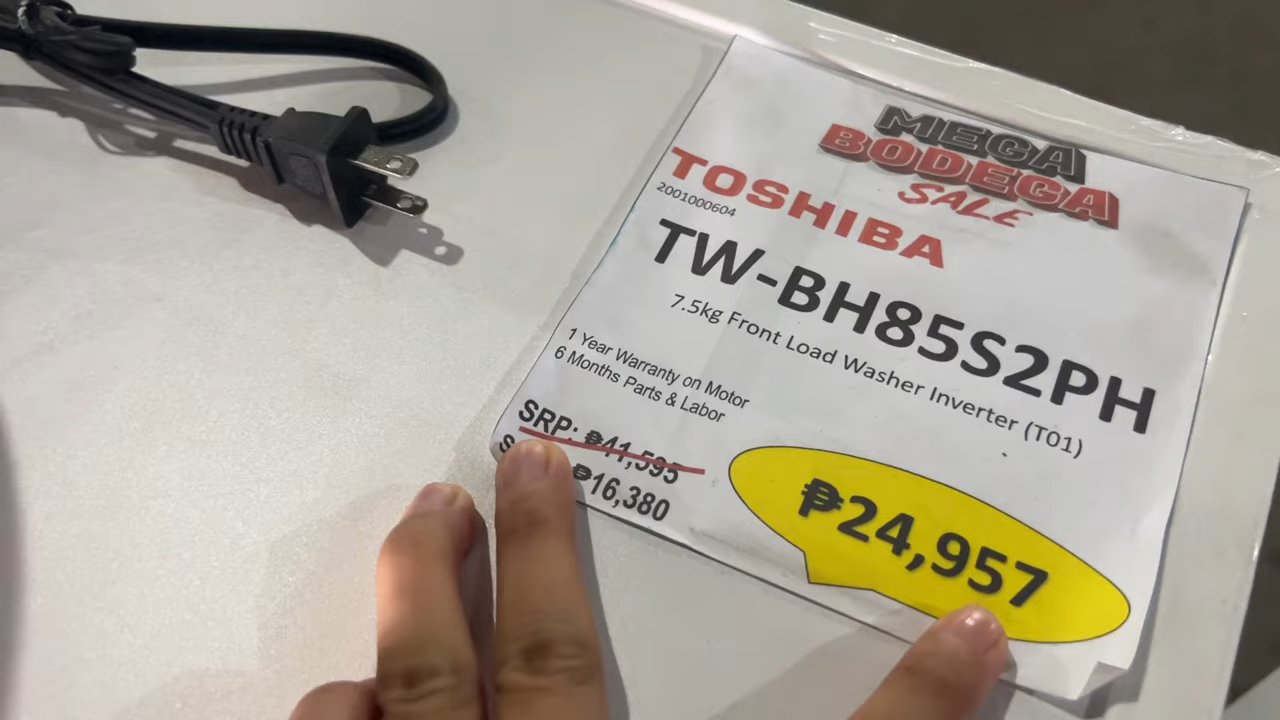 MEGA
BODEGA
SALE
TOSHIBA
2001000604
TW-BH85S2PH
7.5kg Front Load Washer Inverter (T01)
1 Year Warranty on Motor
6 Months Parts & Labor
SRP: ₱41,595
₱16,380
₱24,957